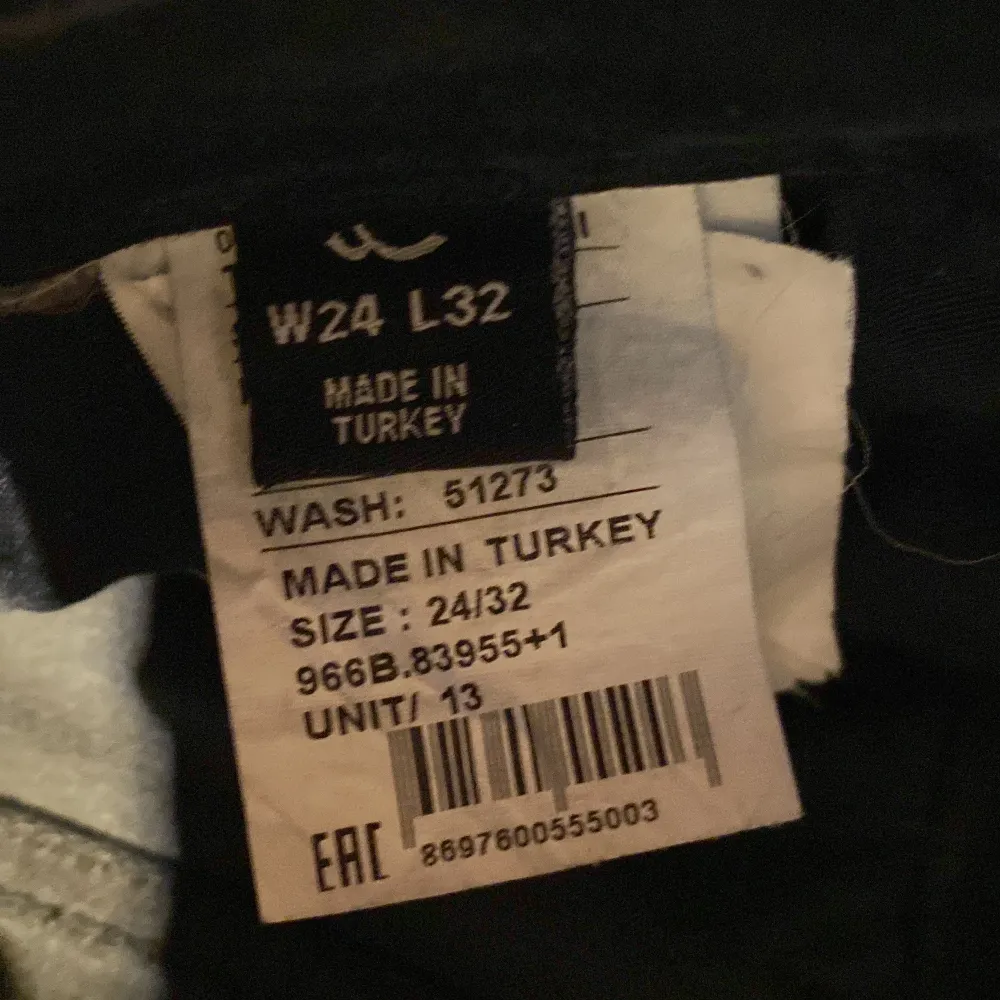 W24 L32
MADE IN
TURKEY
WASH: 51273
MADE IN TURKEY
SIZE : 24/32
966B.83955+1
UNIT/ 13
EAC
8697600555003